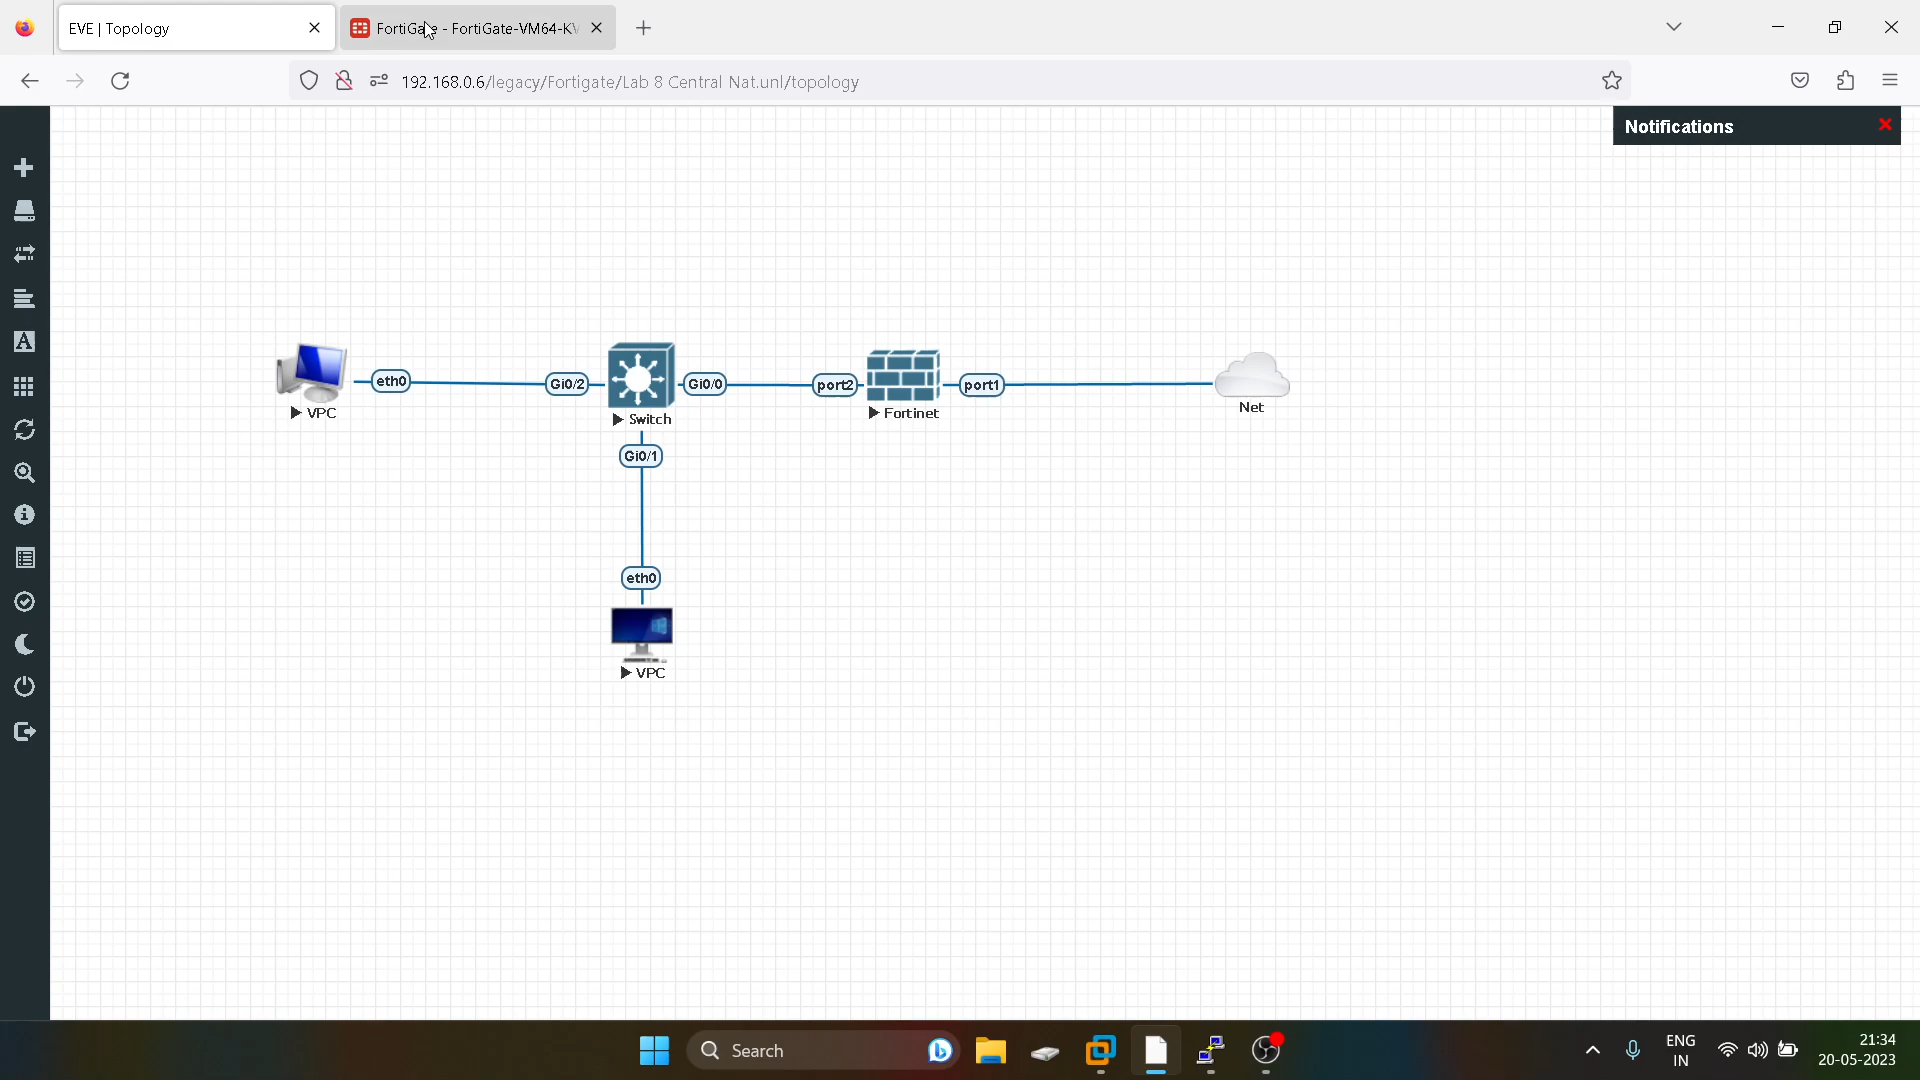 EVE | Topology
FortiGate - FortiGate-VM64-KV
192.168.0.6/legacy/Fortigate/Lab 8 Central Nat.unl/topology
Notifications
eth0
Gi0/2
Gi0/0
port2
port1
VPC
Switch
Fortinet
Net
Gi0/1
eth0
VPC
Search
ENG
IN
21:34
20-05-2023